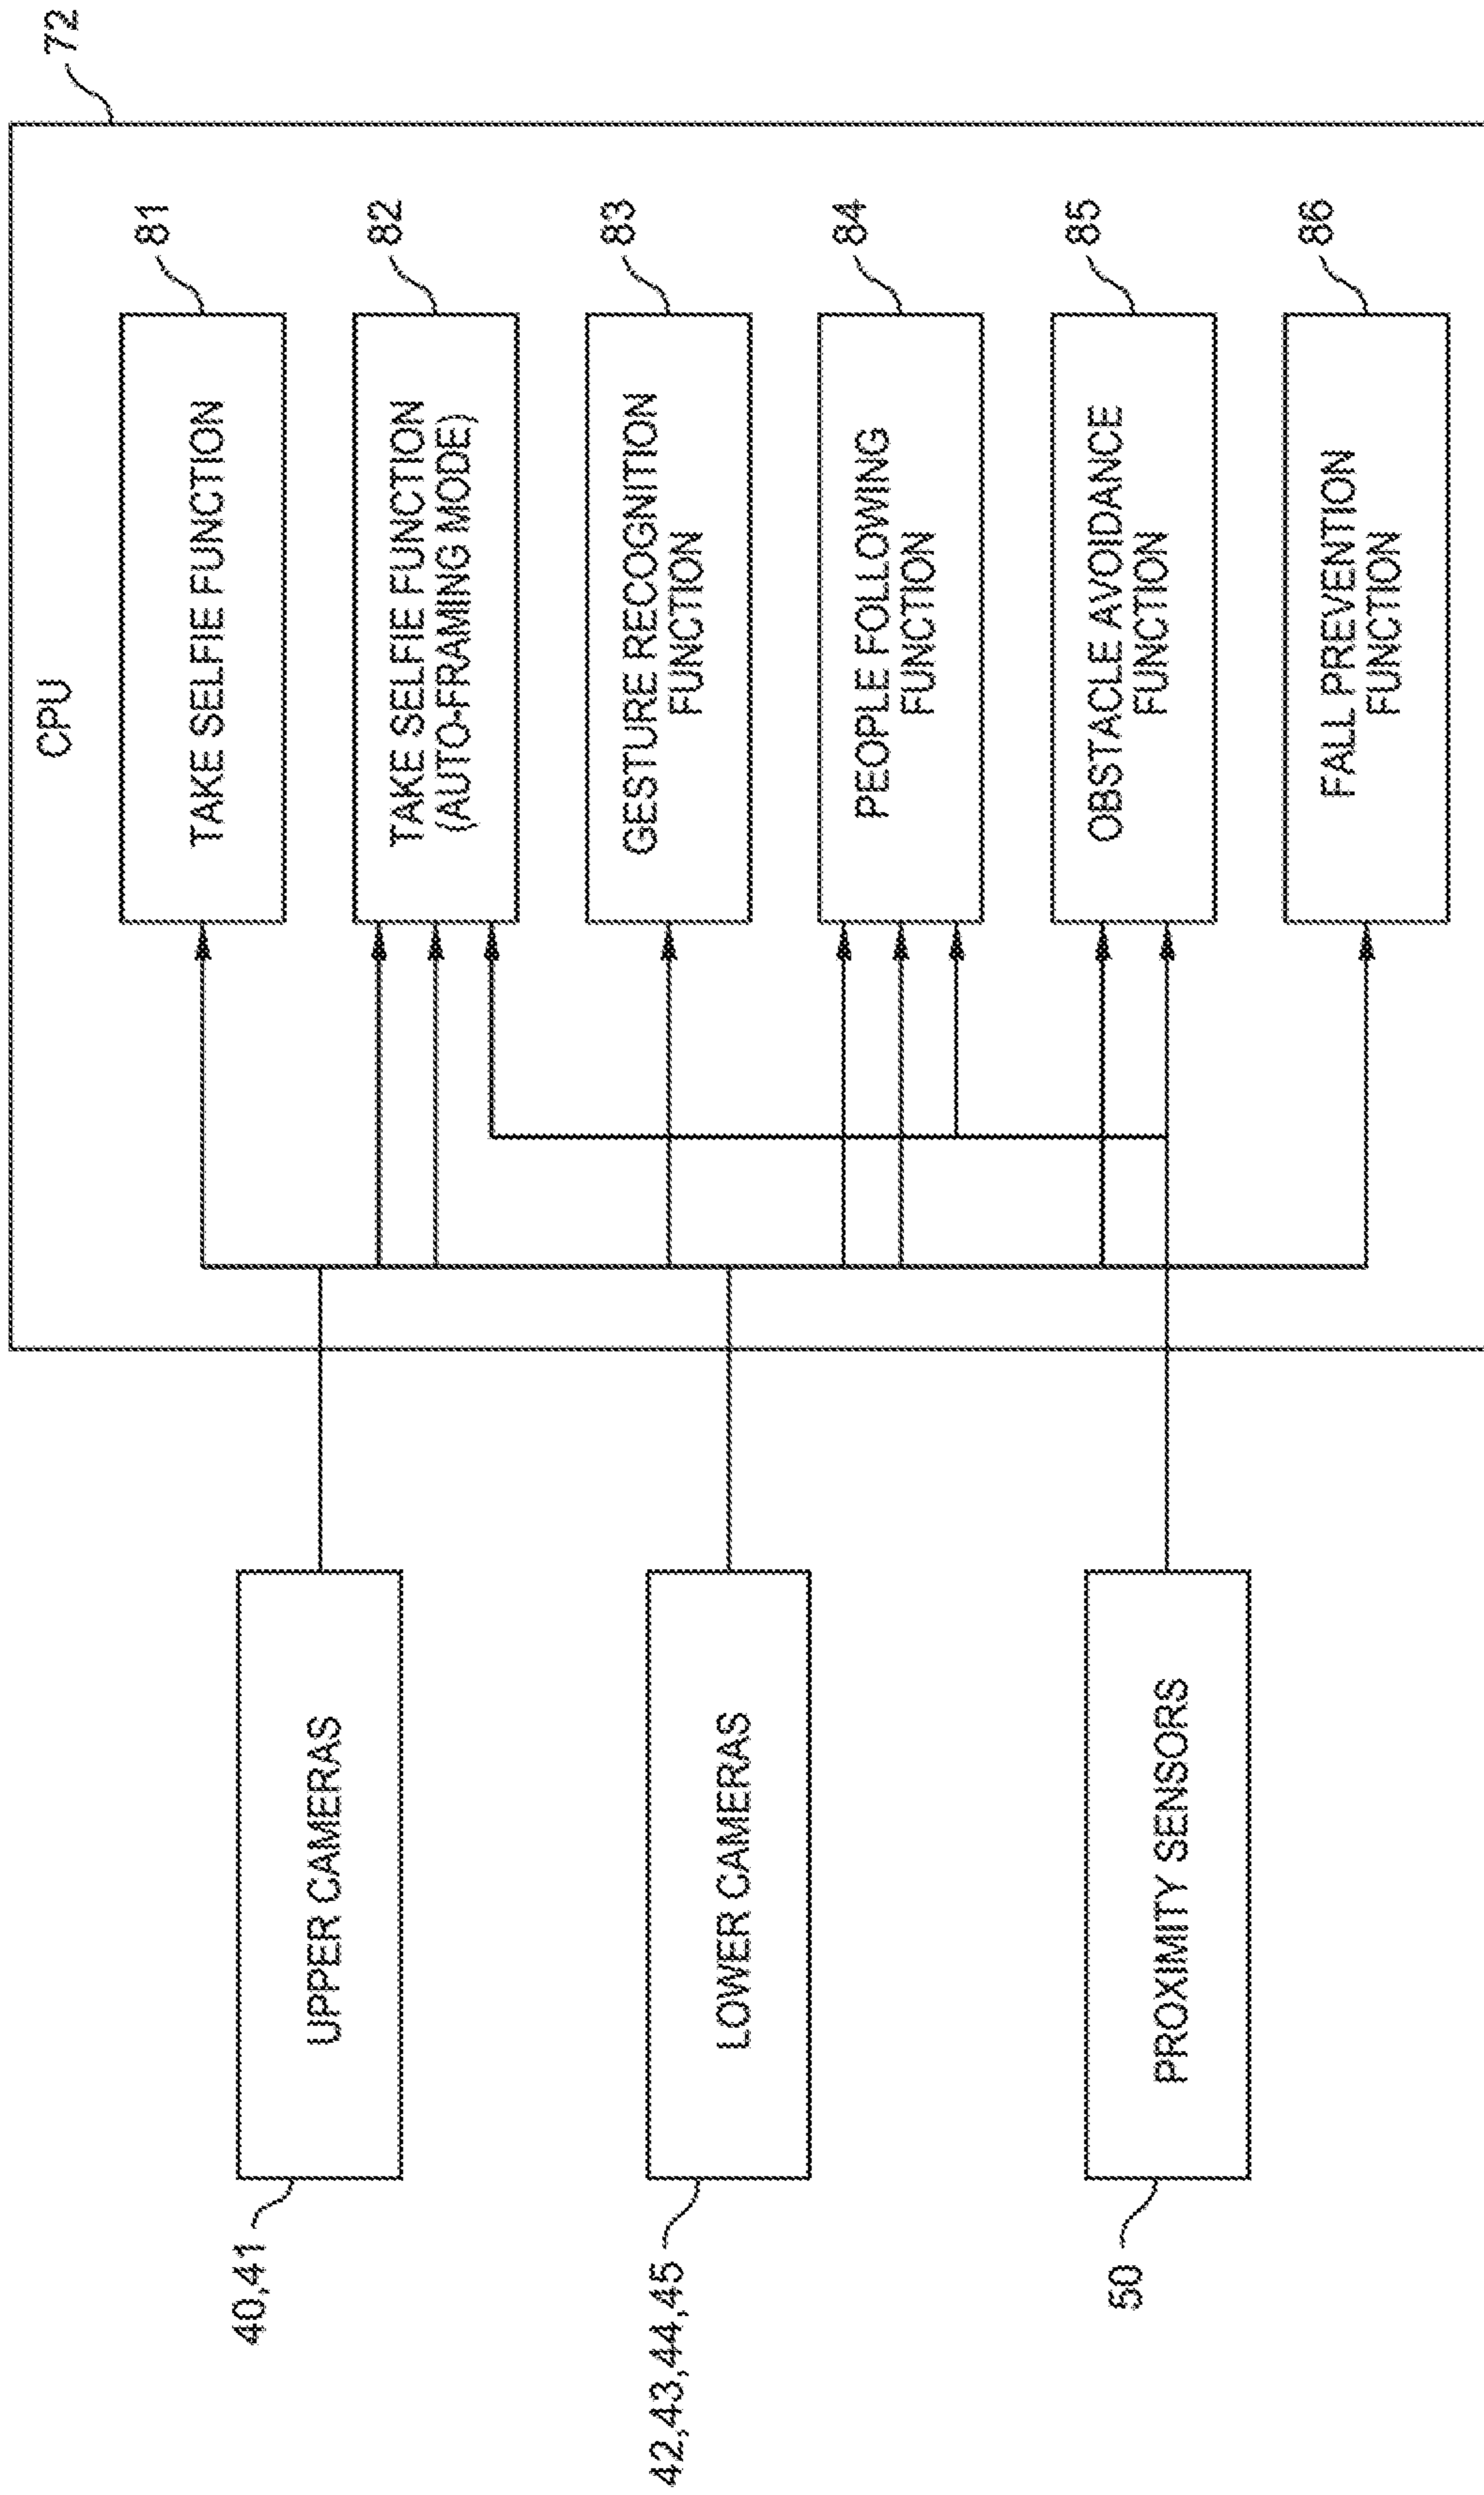 72
CPU
81
TAKE SELFIE FUNCTION
82
TAKE SELFIE FUNCTION
(AUTO-FRAMING MODE)
83
GESTURE RECOGNITION
FUNCTION
84
PEOPLE FOLLOWING
FUNCTION
85
OBSTACLE AVOIDANCE
FUNCTION
86
FALL PREVENTION
FUNCTION
40,41
UPPER CAMERAS
42,43,44,45
LOWER CAMERAS
50
PROXIMITY SENSORS